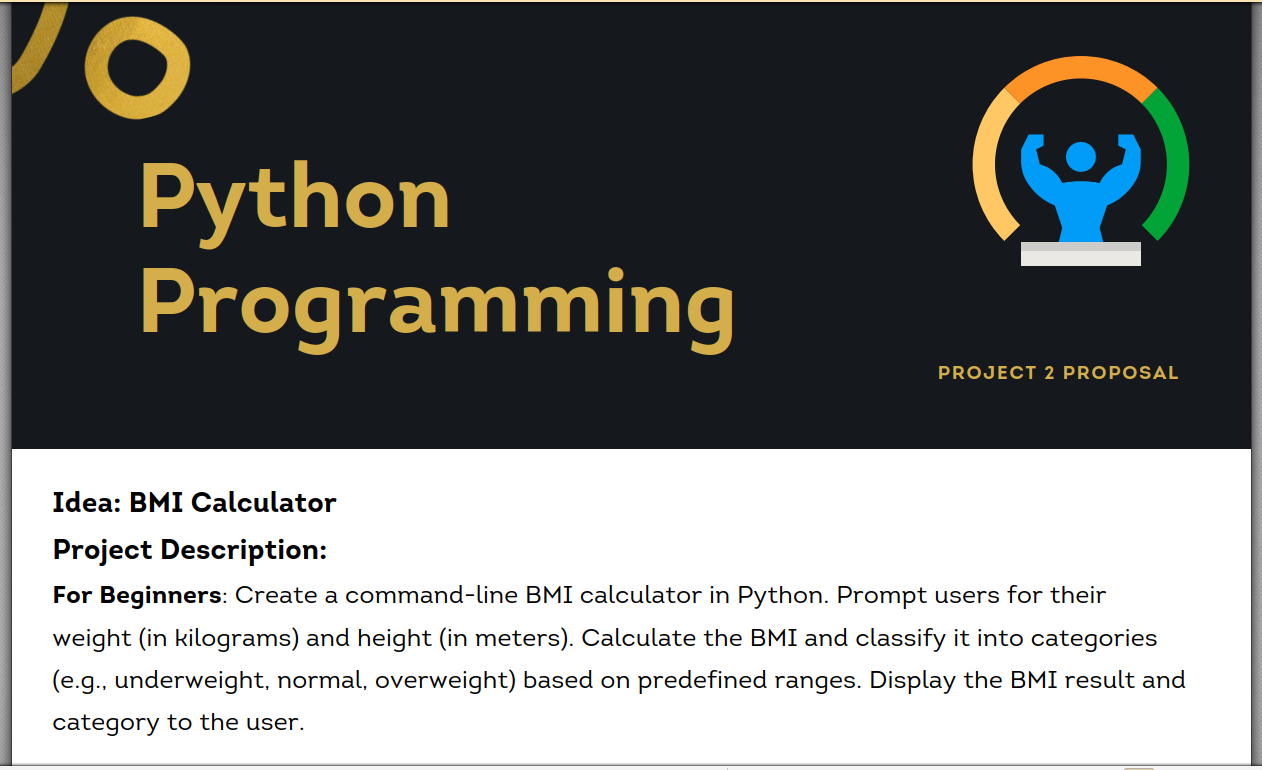 Python
Programming
PROJECT 2 PROPOSAL
Idea: BMI Calculator
Project Description:
For Beginners: Create a command-line BMI calculator in Python. Prompt users for their
weight (in kilograms) and height (in meters). Calculate the BMI and classify it into categories
(e.g., underweight, normal, overweight) based on predefined ranges. Display the BMI result and
category to the user.